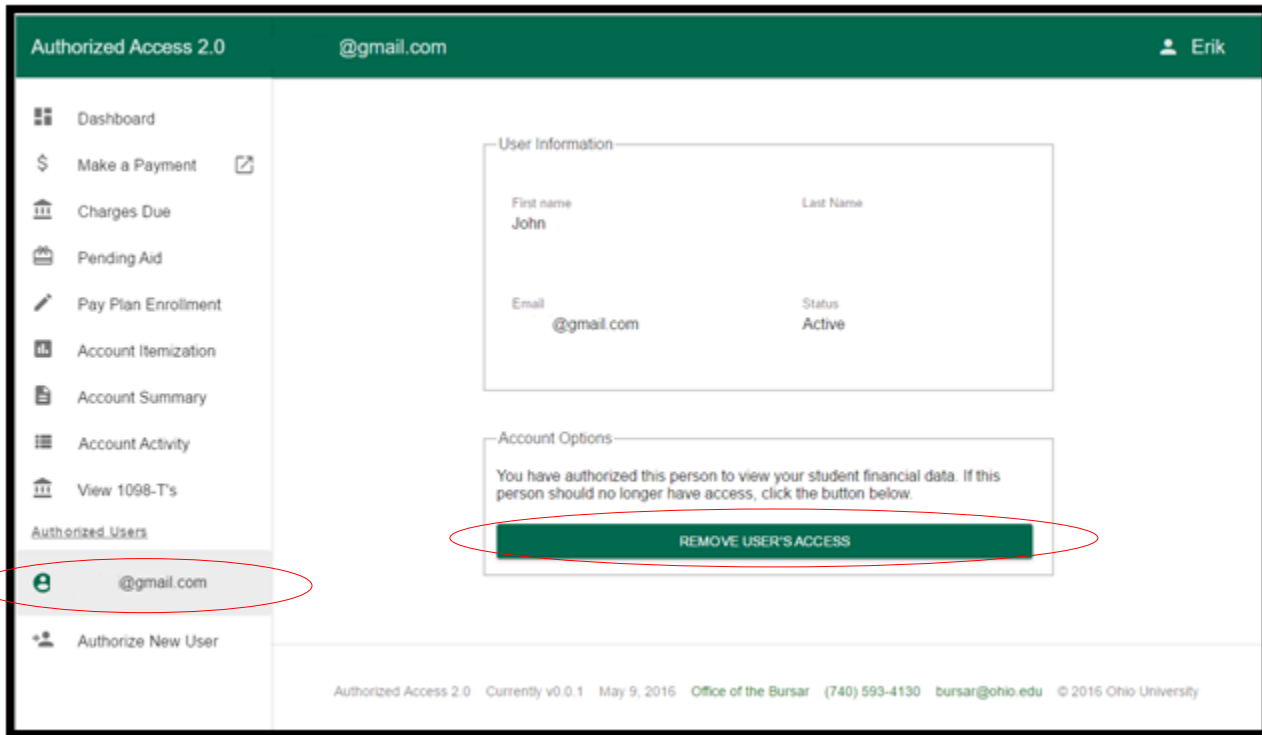 Authorized Access 2.0
@gmail.com
Erik
Dashboard
Make a Payment
Charges Due
Pending Aid
Pay Plan Enrollment
Account Itemization
Account Summary
Account Activity
View 1098-T's
Authorized Users
@gmail.com
Authorize New User
User Information
First name
Last Name
John
Email
Status
@gmail.com
Active
Account Options
You have authorized this person to view your student financial data. If this
person should no longer have access, click the button below.
REMOVE USER'S ACCESS
Authorized Access 2.0 Currently v0.0.1 May 9, 2016 Office of the Bursar (740) 593-4130 bursar@ohio.edu © 2016 Ohio University